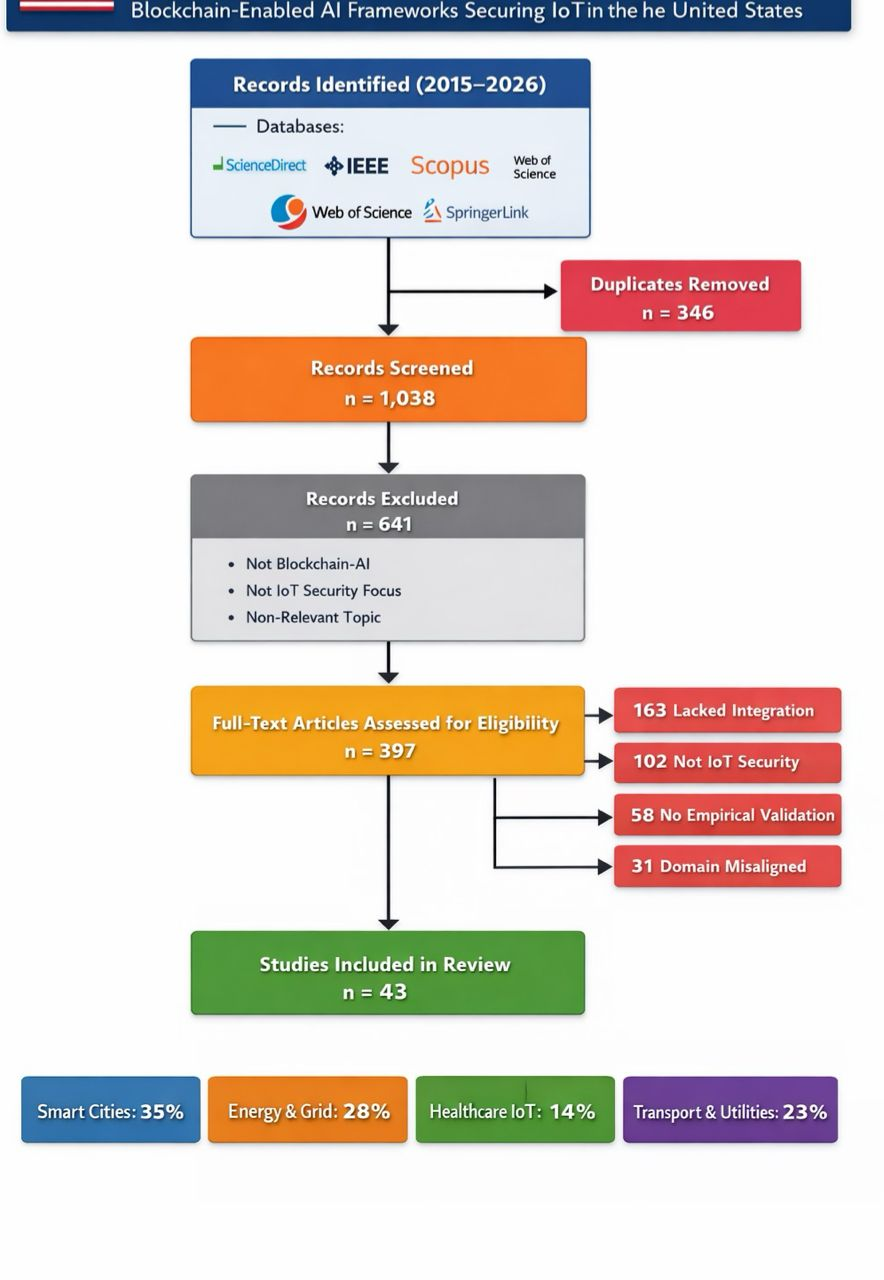 Blockchain-Enabled AI Frameworks Securing IoT in the he United States
Records Identified (2015–2026)
Databases:
ScienceDirect IEEE Scopus Web of Science
Web of Science SpringerLink
Duplicates Removed
n = 346
Records Screened
n = 1,038
Records Excluded
n = 641
• Not Blockchain-AI
• Not IoT Security Focus
• Non-Relevant Topic
Full-Text Articles Assessed for Eligibility
n = 397
163 Lacked Integration
102 Not IoT Security
58 No Empirical Validation
31 Domain Misaligned
Studies Included in Review
n = 43
Smart Cities: 35%
Energy & Grid: 28%
Healthcare IoT: 14%
Transport & Utilities: 23%